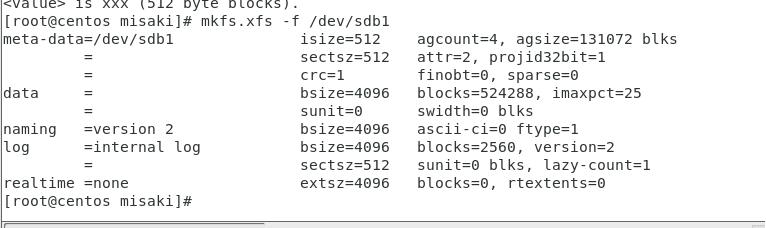 <value> is xxx (512 byte blocks).
[root@centos misaki]# mkfs.xfs -f /dev/sdb1
meta-data=/dev/sdb1              isize=512    agcount=4, agsize=131072 blks
         =                       sectsz=512   attr=2, projid32bit=1
         =                       crc=1        finobt=0, sparse=0
data     =                       bsize=4096   blocks=524288, imaxpct=25
         =                       sunit=0      swidth=0 blks
naming   =version 2              bsize=4096   ascii-ci=0 ftype=1
log      =internal log           bsize=4096   blocks=2560, version=2
         =                       sectsz=512   sunit=0 blks, lazy-count=1
realtime =none                   extsz=4096   blocks=0, rtextents=0
[root@centos misaki]#